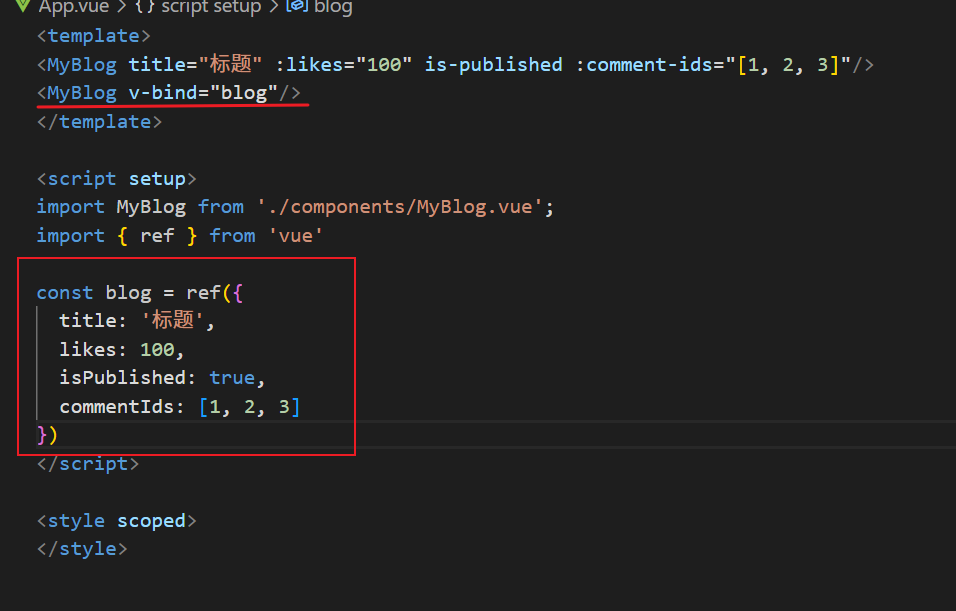 App.vue > {} script setup > blog
<template>
<MyBlog title="标题" :likes="100" is-published :comment-ids="[1, 2, 3]"/>
<MyBlog v-bind="blog"/>
</template>
<script setup>
import MyBlog from './components/MyBlog.vue';
import { ref } from 'vue'
const blog = ref({
title: '标题',
likes: 100,
isPublished: true,
commentIds: [1, 2, 3]
})
</script>
<style scoped>
</style>